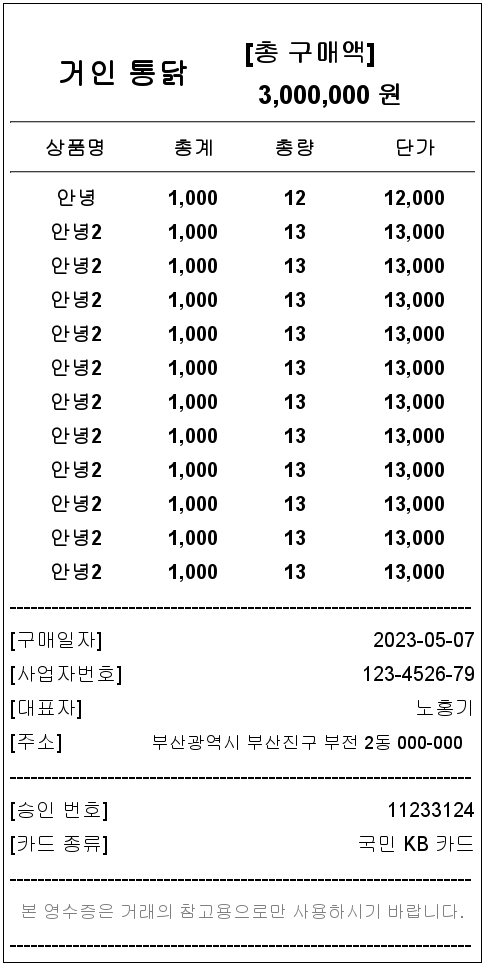 거인 통닭
[총 구매액]
3,000,000 원
상품명 총계 총량 단가
안녕 1,000 12 12,000
안녕2 1,000 13 13,000
안녕2 1,000 13 13,000
안녕2 1,000 13 13,000
안녕2 1,000 13 13,000
안녕2 1,000 13 13,000
안녕2 1,000 13 13,000
안녕2 1,000 13 13,000
안녕2 1,000 13 13,000
안녕2 1,000 13 13,000
안녕2 1,000 13 13,000
안녕2 1,000 13 13,000
[구매일자] 2023-05-07
[사업자번호] 123-4526-79
[대표자] 노홍기
[주소] 부산광역시 부산진구 부전 2동 000-000
[승인 번호] 11233124
[카드 종류] 국민 KB 카드
본 영수증은 거래의 참고용으로만 사용하시기 바랍니다.